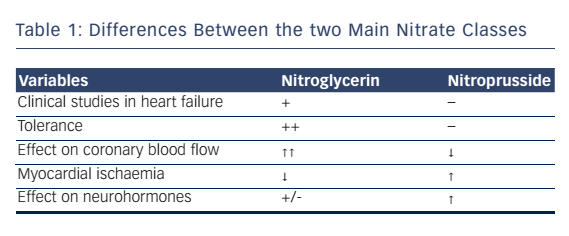 Table 1: Differences Between the two Main Nitrate Classes
Variables Nitroglycerin Nitroprusside
Clinical studies in heart failure + –
Tolerance ++ –
Effect on coronary blood flow ↑↑ ↓
Myocardial ischaemia ↓ ↑
Effect on neurohormones +/- ↑